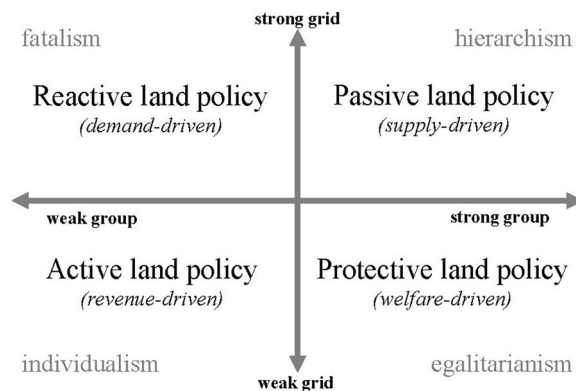 strong grid
fatalism
hierarchism
Reactive land policy
(demand-driven)
Passive land policy
(supply-driven)
weak group
strong group
Active land policy
(revenue-driven)
Protective land policy
(welfare-driven)
individualism
egalitarianism
weak grid